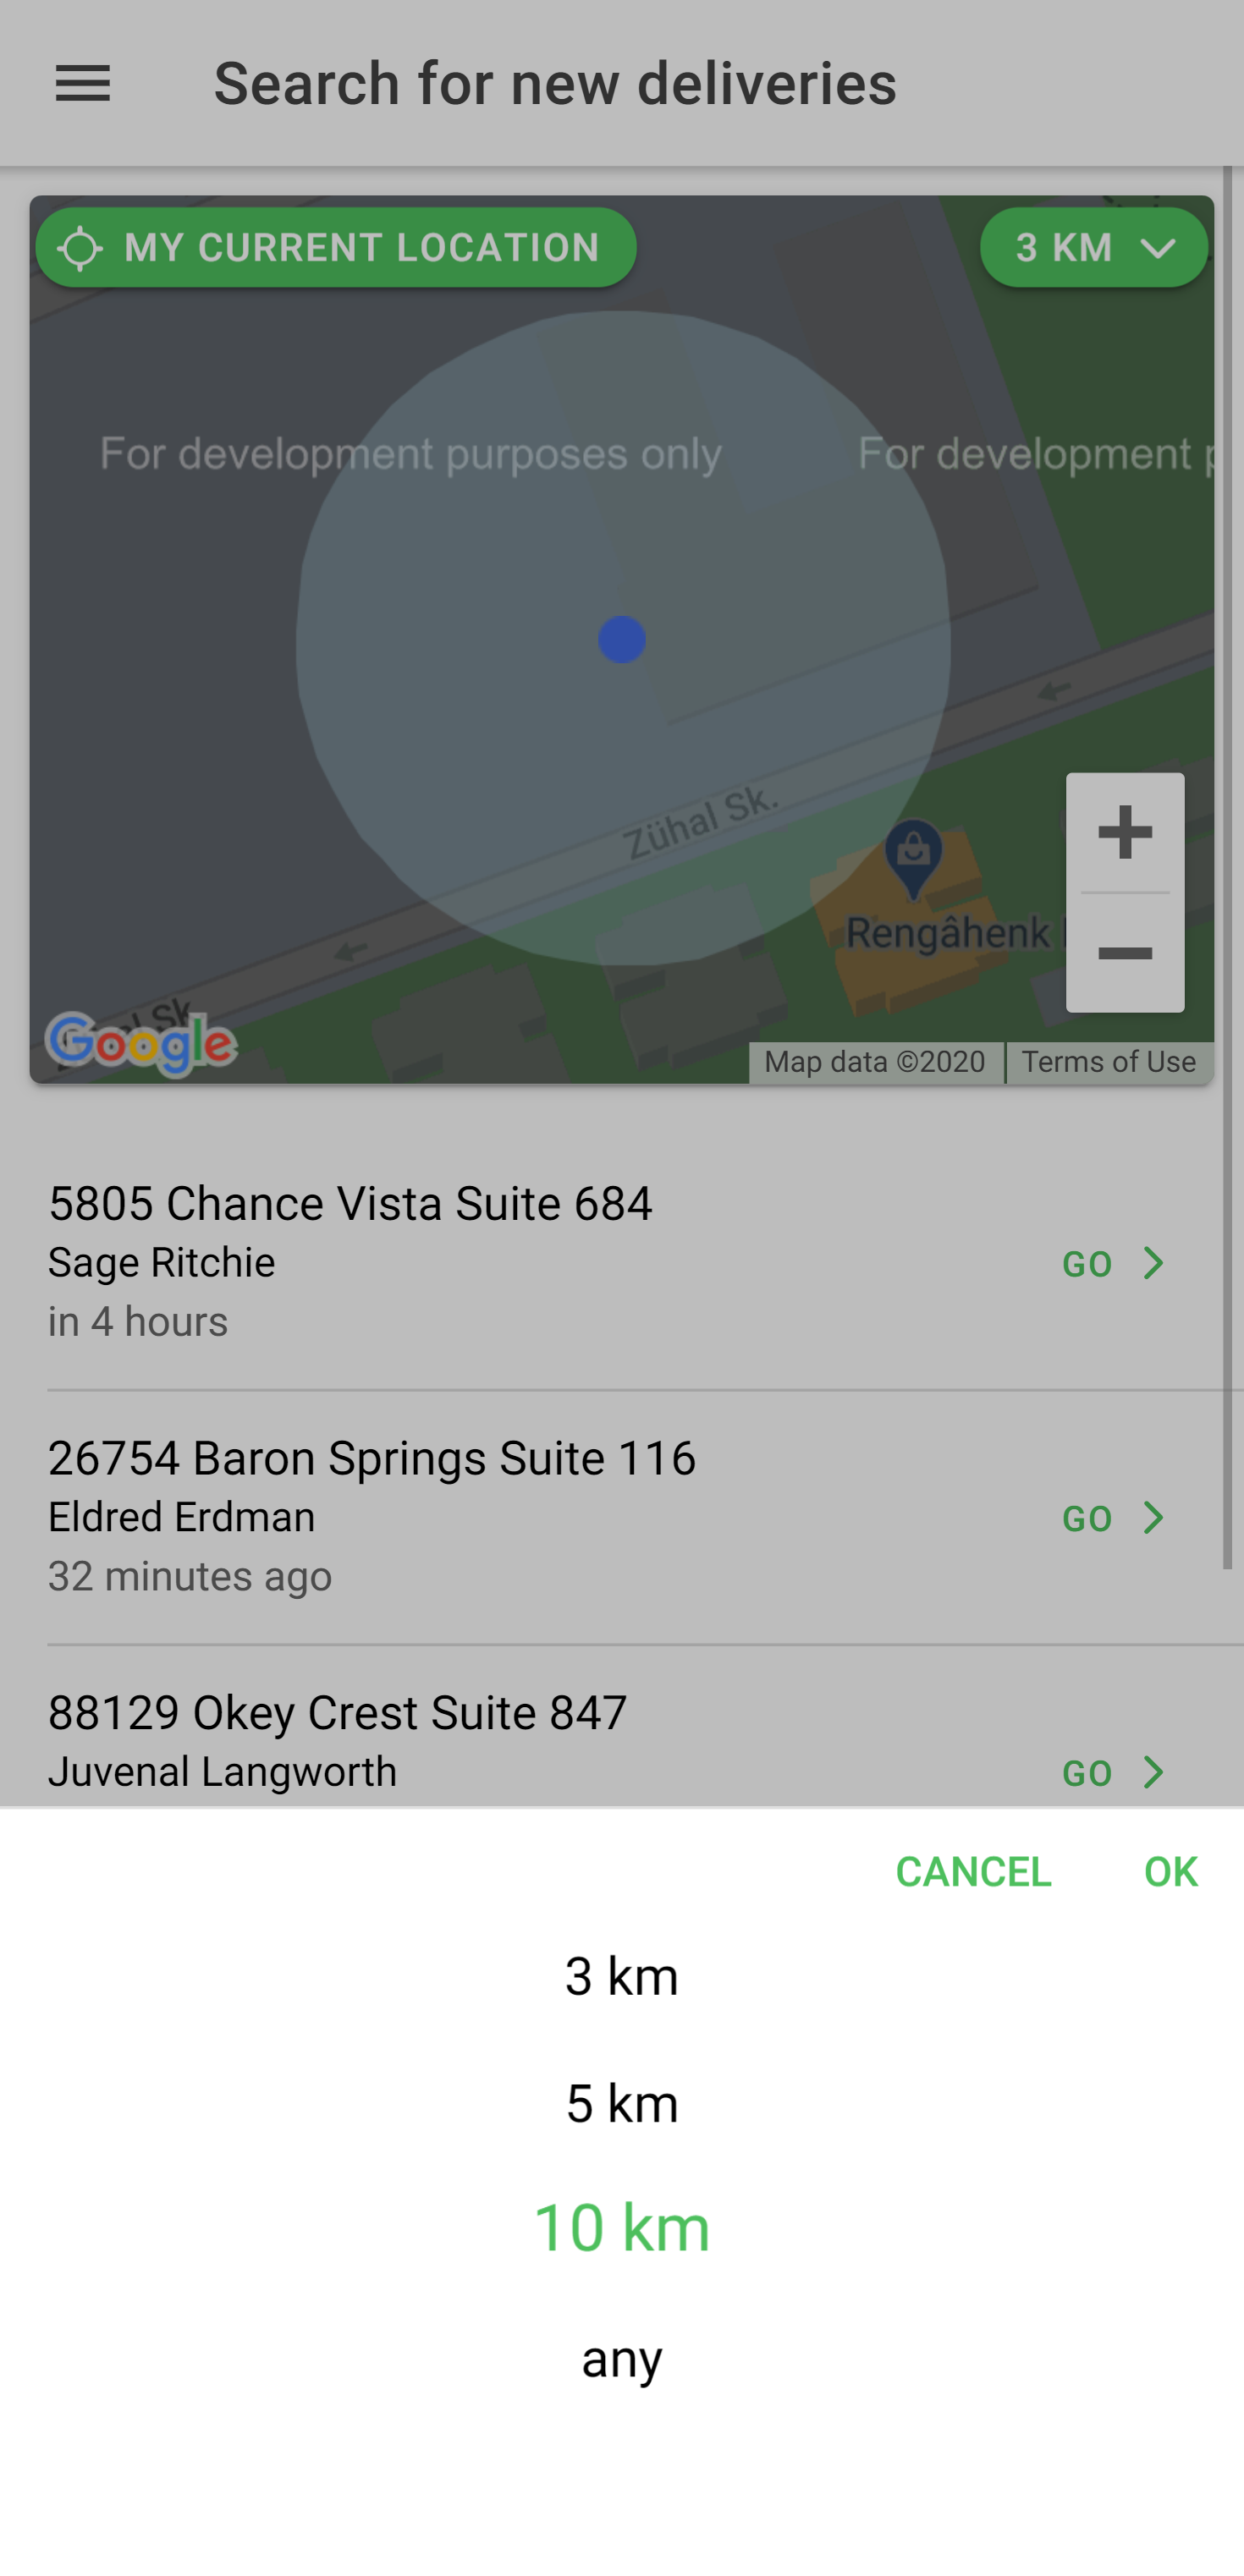 Search for new deliveries
MY CURRENT LOCATION
3 KM
For development purposes only
For development
Zühal Sk.
Rengâhenk
Sk
Google
Map data ©2020
Terms of Use
5805 Chance Vista Suite 684
Sage Ritchie
GO
in 4 hours
26754 Baron Springs Suite 116
Eldred Erdman
GO
32 minutes ago
88129 Okey Crest Suite 847
Juvenal Langworth
GO
CANCEL
OK
3 km
5 km
10 km
any